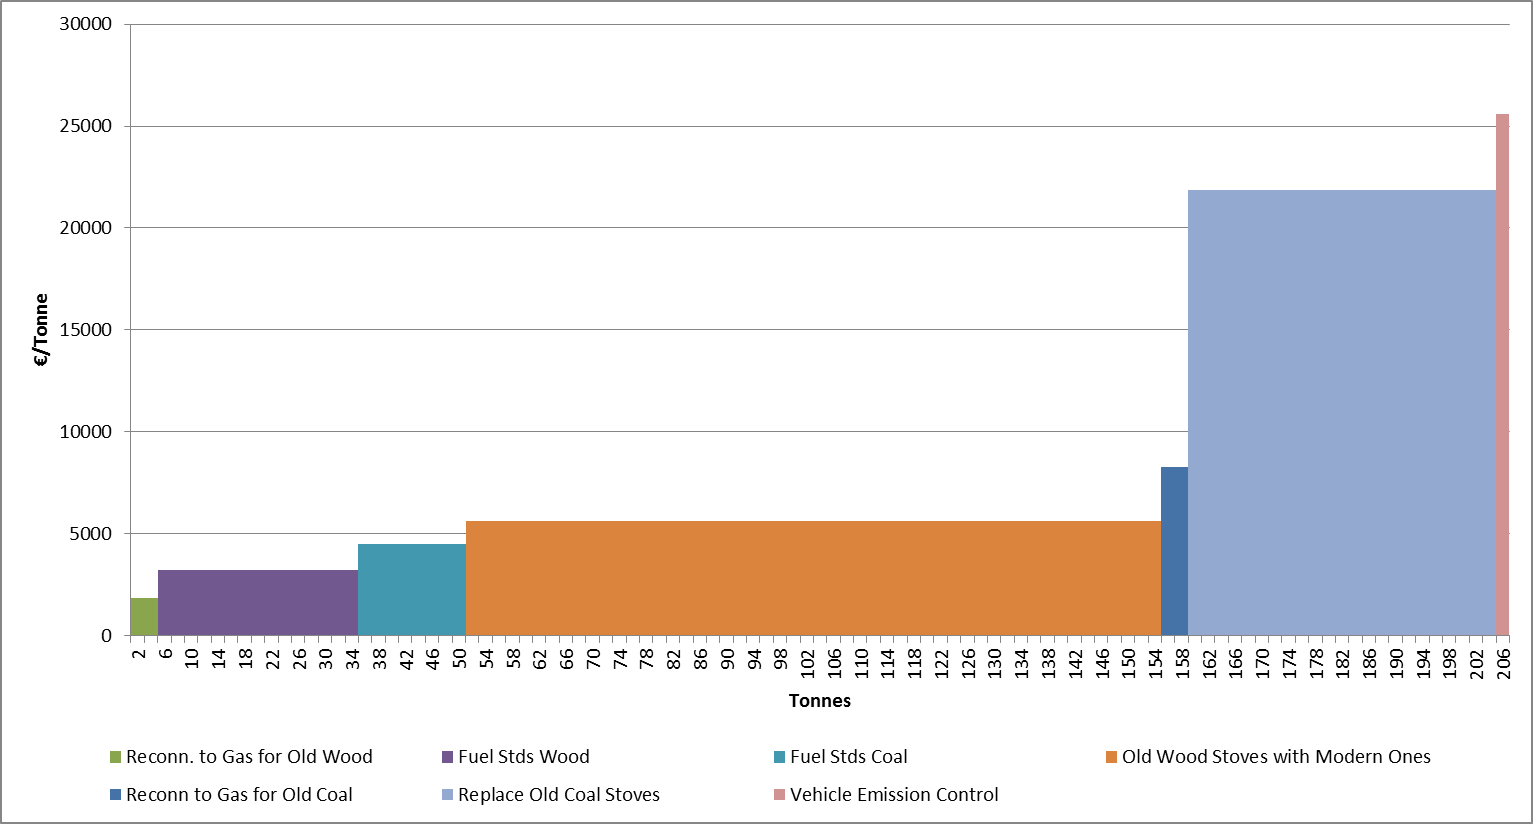 30000
25000
20000
15000
10000
5000
0
€/Tonne
2 6 10 14 18 22 26 30 34 38 42 46 50 54 58 62 66 70 74 78 82 86 90 94 98 102 106 110 114 118 122 126 130 134 138 142 146 150 154 158 162 166 170 174 178 182 186 190 194 198 202 206
Tonnes
Reconn. to Gas for Old Wood Fuel Stds Wood Fuel Stds Coal Old Wood Stoves with Modern Ones
Reconn to Gas for Old Coal Replace Old Coal Stoves Vehicle Emission Control